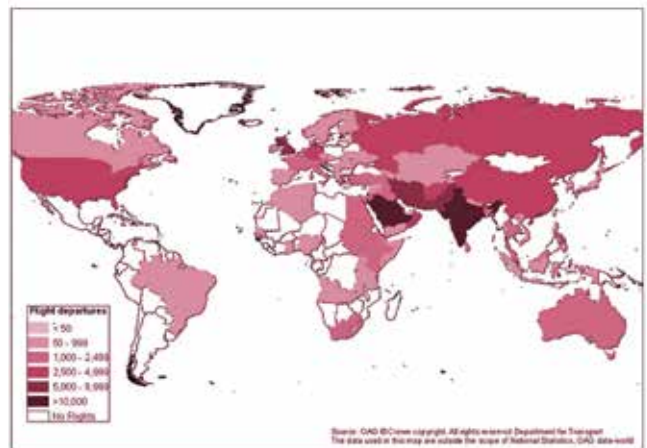 Flight departures
< 50
50 - 999
1,000 - 2,499
2,500 - 4,999
5,000 - 9,999
>10,000
No flights
Source: OAG © Crown copyright. All rights reserved Department for Transport
The data used in this map are outside the scope of National Statistics, OAG data-world